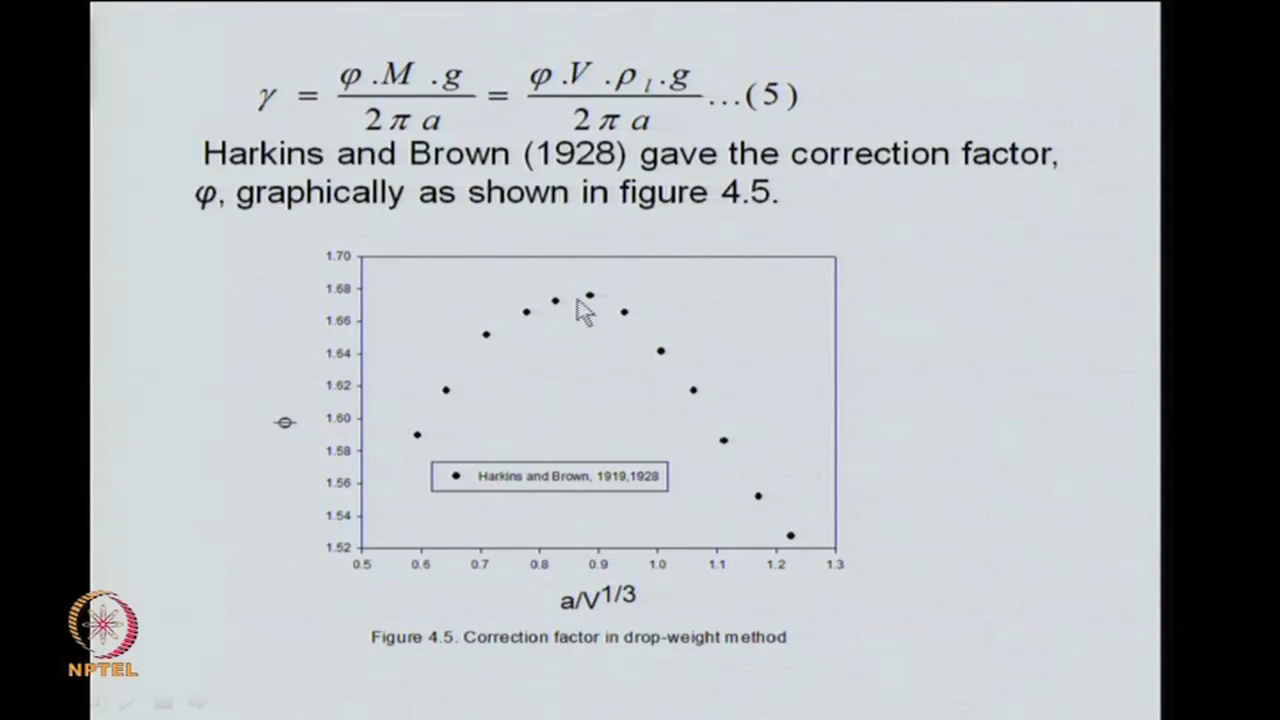 γ = φ.M.g / 2πa = φ.V.ρl.g / 2πa ...(5)
Harkins and Brown (1928) gave the correction factor,
φ, graphically as shown in figure 4.5.
1.70
1.68
1.66
1.64
1.62
1.60
1.58
1.56
1.54
1.52
ϕ
Harkins and Brown, 1919,1928
0.5 0.6 0.7 0.8 0.9 1.0 1.1 1.2 1.3
a/V^1/3
Figure 4.5. Correction factor in drop-weight method
NPTEL